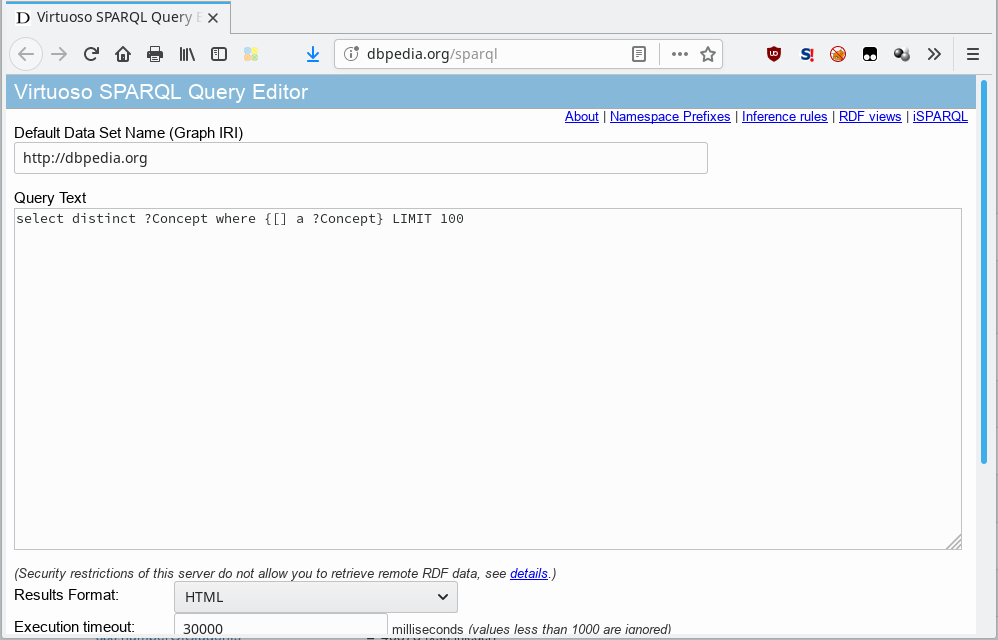 Virtuoso SPARQL Query E
dbpedia.org/sparql
Virtuoso SPARQL Query Editor
About | Namespace Prefixes | Inference rules | RDF views | iSPARQL
Default Data Set Name (Graph IRI)
http://dbpedia.org
Query Text
select distinct ?Concept where {[] a ?Concept} LIMIT 100
(Security restrictions of this server do not allow you to retrieve remote RDF data, see details.)
Results Format: HTML
Execution timeout: 30000 milliseconds (values less than 1000 are ignored)